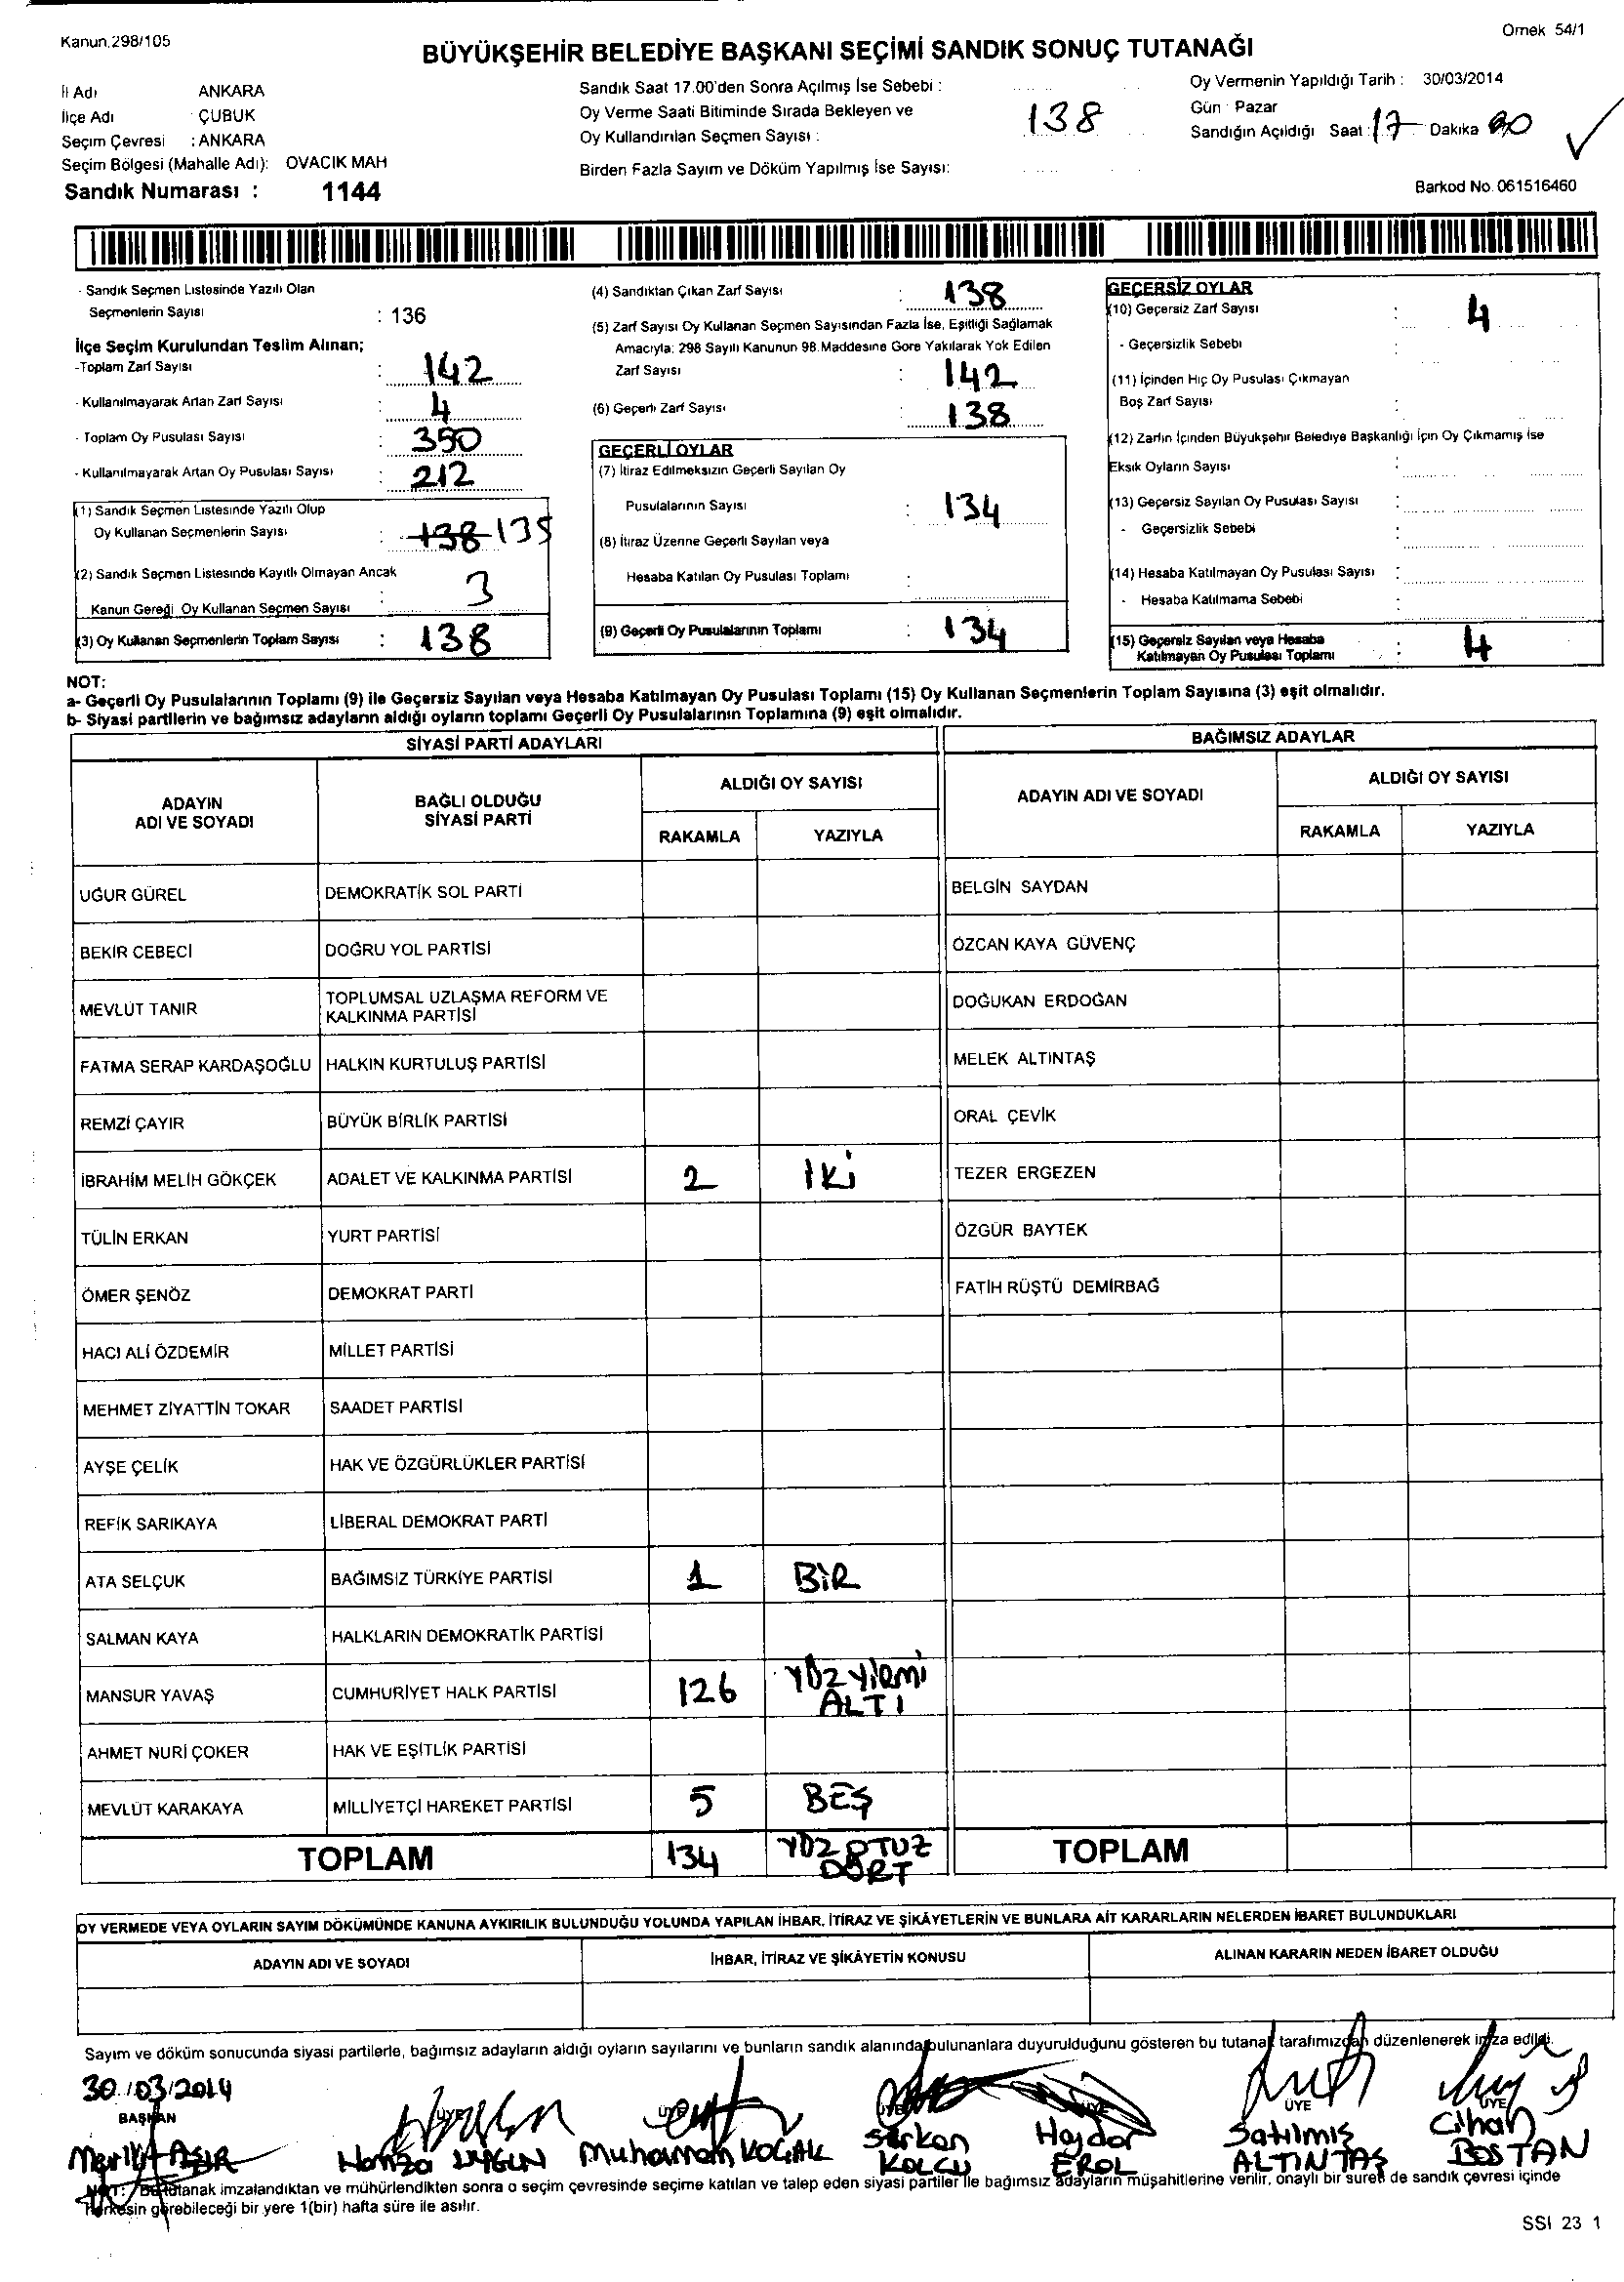 Kanun.298/105
Örnek 54/1
BÜYÜKŞEHİR BELEDİYE BAŞKANI SEÇİMİ SANDIK SONUÇ TUTANAĞI
İl Adı ANKARA
İlçe Adı ÇUBUK
Seçim Çevresi : ANKARA
Seçim Bölgesi (Mahalle Adı): OVACIK MAH
Sandık Numarası : 1144
Sandık Saat 17.00'den Sonra Açılmış İse Sebebi :
Oy Verme Saati Bitiminde Sırada Bekleyen ve
Oy Kullandırılan Seçmen Sayısı : 138
Birden Fazla Sayım ve Döküm Yapılmış İse Sayısı:
Oy Vermenin Yapıldığı Tarih : 30/03/2014
Gün : Pazar
Sandığın Açıldığı Saat : 17 Dakika
Barkod No. 061516460
- Sandık Seçmen Listesinde Yazılı Olan
Seçmenlerin Sayısı : 136
İlçe Seçim Kurulundan Teslim Alınan;
-Toplam Zarf Sayısı : 142
- Kullanılmayarak Artan Zarf Sayısı : 4
- Toplam Oy Pusulası Sayısı : 350
- Kullanılmayarak Artan Oy Pusulası Sayısı : 212
(1) Sandık Seçmen Listesinde Yazılı Olup
Oy Kullanan Seçmenlerin Sayısı : 138 135
(2) Sandık Seçmen Listesinde Kayıtlı Olmayan Ancak
Kanun Gereği Oy Kullanan Seçmen Sayısı : 3
(3) Oy Kullanan Seçmenlerin Toplam Sayısı : 138
(4) Sandıktan Çıkan Zarf Sayısı : 138
(5) Zarf Sayısı Oy Kullanan Seçmen Sayısından Fazla İse, Eşitliği Sağlamak
Amacıyla: 298 Sayılı Kanunun 98.Maddesine Göre Yakılarak Yok Edilen
Zarf Sayısı : 142
(6) Geçerli Zarf Sayısı : 138
GEÇERLİ OYLAR
(7) İtiraz Edilmeksizin Geçerli Sayılan Oy
Pusulalarının Sayısı : 134
(8) İtiraz Üzerine Geçerli Sayılan veya
Hesaba Katılan Oy Pusulası Toplamı :
(9) Geçerli Oy Pusulalarının Toplamı : 134
GEÇERSİZ OYLAR
(10) Geçersiz Zarf Sayısı : 4
- Geçersizlik Sebebi :
(11) İçinden Hiç Oy Pusulası Çıkmayan
Boş Zarf Sayısı :
(12) Zarfın İçinden Büyükşehir Belediye Başkanlığı İçin Oy Çıkmamış İse
Eksik Oyların Sayısı :
(13) Geçersiz Sayılan Oy Pusulası Sayısı :
- Geçersizlik Sebebi :
(14) Hesaba Katılmayan Oy Pusulası Sayısı :
- Hesaba Katılmama Sebebi :
(15) Geçersiz Sayılan veya Hesaba
Katılmayan Oy Pusulası Toplamı : 4
NOT:
a- Geçerli Oy Pusulalarının Toplamı (9) ile Geçersiz Sayılan veya Hesaba Katılmayan Oy Pusulası Toplamı (15) Oy Kullanan Seçmenlerin Toplam Sayısına (3) eşit olmalıdır.
b- Siyasi partilerin ve bağımsız adayların aldığı oyların toplamı Geçerli Oy Pusulalarının Toplamına (9) eşit olmalıdır.
SİYASİ PARTİ ADAYLARI
ADAYIN
ADI VE SOYADI
BAĞLI OLDUĞU
SİYASİ PARTİ
ALDIĞI OY SAYISI
RAKAMLA YAZIYLA
UĞUR GÜREL DEMOKRATİK SOL PARTİ
BEKİR CEBECİ DOĞRU YOL PARTİSİ
MEVLÜT TANIR TOPLUMSAL UZLAŞMA REFORM VE
KALKINMA PARTİSİ
FATMA SERAP KARDAŞOĞLU HALKIN KURTULUŞ PARTİSİ
REMZİ ÇAYIR BÜYÜK BİRLİK PARTİSİ
İBRAHİM MELİH GÖKÇEK ADALET VE KALKINMA PARTİSİ 2 İKİ
TÜLİN ERKAN YURT PARTİSİ
ÖMER ŞENÖZ DEMOKRAT PARTİ
HACI ALİ ÖZDEMİR MİLLET PARTİSİ
MEHMET ZİYATTİN TOKAR SAADET PARTİSİ
AYŞE ÇELİK HAK VE ÖZGÜRLÜKLER PARTİSİ
REFİK SARIKAYA LİBERAL DEMOKRAT PARTİ
ATA SELÇUK BAĞIMSIZ TÜRKİYE PARTİSİ 1 BİR
SALMAN KAYA HALKLARIN DEMOKRATİK PARTİSİ
MANSUR YAVAŞ CUMHURİYET HALK PARTİSİ 126 YÜZ YİRMİ
ALTI
AHMET NURİ ÇOKER HAK VE EŞİTLİK PARTİSİ
MEVLÜT KARAKAYA MİLLİYETÇİ HAREKET PARTİSİ 5 BEŞ
TOPLAM 134 YÜZ OTUZ
DÖRT
BAĞIMSIZ ADAYLAR
ADAYIN ADI VE SOYADI
ALDIĞI OY SAYISI
RAKAMLA YAZIYLA
BELGİN SAYDAN
ÖZCAN KAYA GÜVENÇ
DOĞUKAN ERDOĞAN
MELEK ALTINTAŞ
ORAL ÇEVİK
TEZER ERGEZEN
ÖZGÜR BAYTEK
FATİH RÜŞTÜ DEMİRBAĞ
TOPLAM
OY VERMEDE VEYA OYLARIN SAYIM DÖKÜMÜNDE KANUNA AYKIRILIK BULUNDUĞU YOLUNDA YAPILAN İHBAR, İTİRAZ VE ŞİKÂYETLERİN VE BUNLARA AİT KARARLARIN NELERDEN İBARET BULUNDUKLARI
ADAYIN ADI VE SOYADI İHBAR, İTİRAZ VE ŞİKÂYETİN KONUSU ALINAN KARARIN NEDEN İBARET OLDUĞU
Sayım ve döküm sonucunda siyasi partilerle, bağımsız adayların aldığı oyların sayılarını ve bunların sandık alanında bulunanlara duyurulduğunu gösteren bu tutanak tarafımızdan düzenlenerek imza edildi.
30/03/2014
BAŞKAN ÜYE ÜYE ÜYE ÜYE ÜYE ÜYE
Hamza UYGUN
Muharrem KOÇAK
Serkan
KOLCU
Haydar
EROL
Satılmış
ALTINTAŞ
Cihan
BOSTAN
NOT: Bu tutanak imzalandıktan ve mühürlendikten sonra o seçim çevresinde seçime katılan ve talep eden siyasi partiler ile bağımsız adayların müşahitlerine verilir, onaylı bir sureti de sandık çevresi içinde
herkesin görebileceği bir yere 1(bir) hafta süre ile asılır.
SSI 23 1